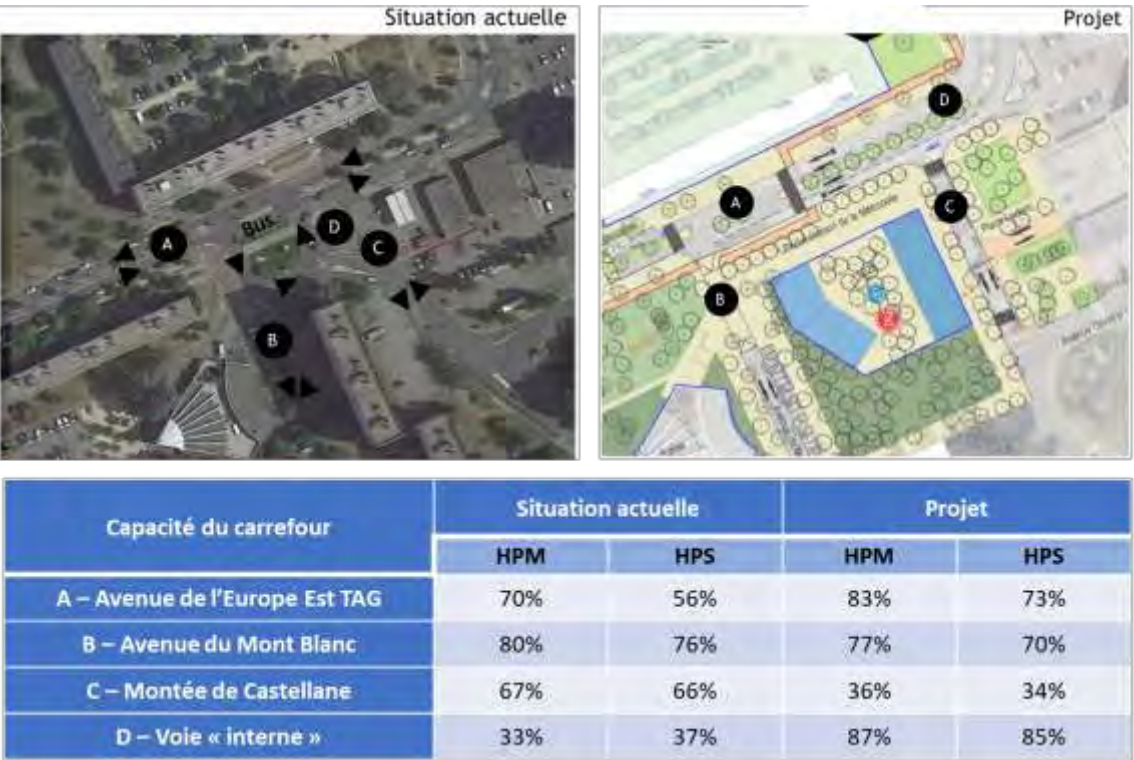 Situation actuelle
Projet
A
Bus
D
C
B
D
A
C
B
Capacité du carrefour
Situation actuelle
Projet
HPM
HPS
HPM
HPS
A – Avenue de l'Europe Est TAG
70%
56%
83%
73%
B – Avenue du Mont Blanc
80%
76%
77%
70%
C – Montée de Castellane
67%
66%
36%
34%
D – Voie « interne »
33%
37%
87%
85%